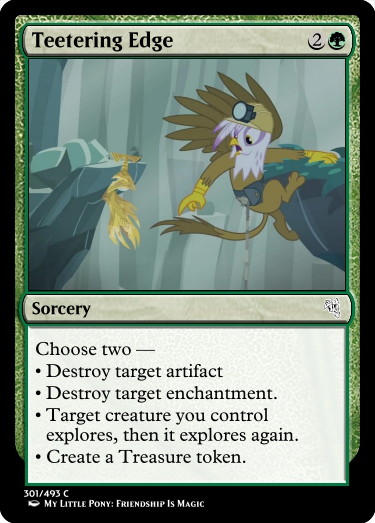 Teetering Edge 2
Sorcery
Choose two —
• Destroy target artifact
• Destroy target enchantment.
• Target creature you control
explores, then it explores again.
• Create a Treasure token.
301/493 C
My Little Pony: Friendship Is Magic